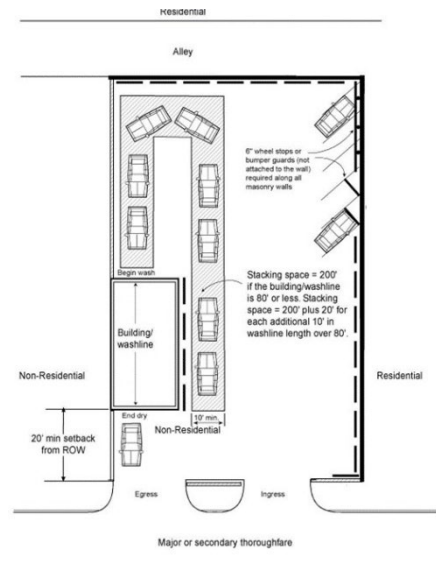 Residential
Alley
6" wheel stops or
bumper guards (not
attached to the wall)
required along all
masonry walls
Begin wash
Stacking space = 200'
if the building/washline
is 80' or less. Stacking
space = 200' plus 20' for
each additional 10' in
washline length over 80'.
Building/
washline
Non-Residential
Residential
End dry
10' min.
Non-Residential
20' min setback
from ROW
Egress
Ingress
Major or secondary thoroughfare